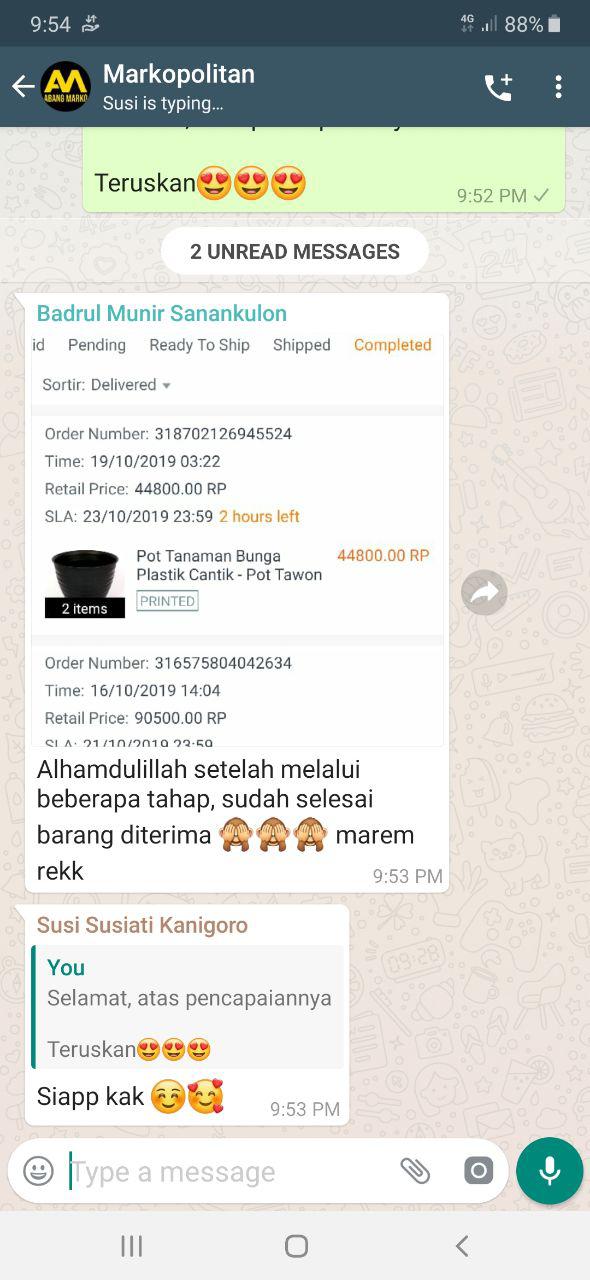 9:54
4G 88%
AM
ABANG MARKO
Markopolitan
Susi is typing...
Teruskan😍😍😍
9:52 PM
2 UNREAD MESSAGES
Badrul Munir Sanankulon
id Pending Ready To Ship Shipped Completed
Sortir: Delivered
Order Number: 318702126945524
Time: 19/10/2019 03:22
Retail Price: 44800.00 RP
SLA: 23/10/2019 23:59 2 hours left
Pot Tanaman Bunga 44800.00 RP
Plastik Cantik - Pot Tawon
PRINTED
2 items
Order Number: 316575804042634
Time: 16/10/2019 14:04
Retail Price: 90500.00 RP
SLA: 21/10/2019 23:59
Alhamdulillah setelah melalui
beberapa tahap, sudah selesai
barang diterima 🙈🙈🙈 marem
rekk
9:53 PM
Susi Susiati Kanigoro
You
Selamat, atas pencapaiannya
Teruskan😍😍😍
Siapp kak ☺️🥰
9:53 PM
Type a message